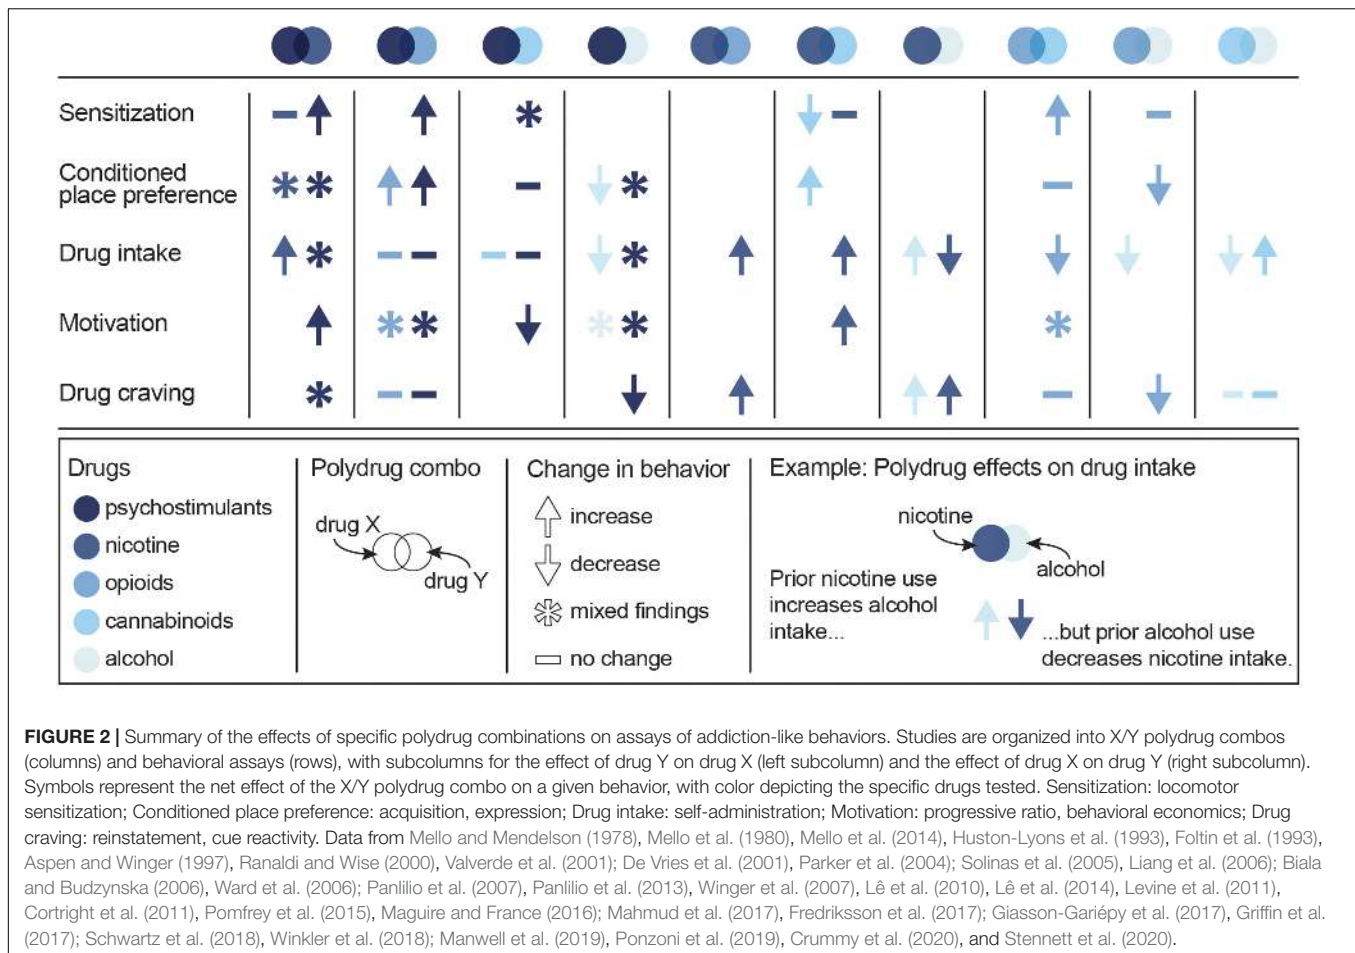 Sensitization
Conditioned
place preference
Drug intake
Motivation
Drug craving
Drugs
psychostimulants
nicotine
opioids
cannabinoids
alcohol
Polydrug combo
drug X
drug Y
Change in behavior
increase
decrease
mixed findings
no change
Example: Polydrug effects on drug intake
nicotine
alcohol
Prior nicotine use
increases alcohol
intake...
...but prior alcohol use
decreases nicotine intake.
FIGURE 2 | Summary of the effects of specific polydrug combinations on assays of addiction-like behaviors. Studies are organized into X/Y polydrug combos
(columns) and behavioral assays (rows), with subcolumns for the effect of drug Y on drug X (left subcolumn) and the effect of drug X on drug Y (right subcolumn).
Symbols represent the net effect of the X/Y polydrug combo on a given behavior, with color depicting the specific drugs tested. Sensitization: locomotor
sensitization; Conditioned place preference: acquisition, expression; Drug intake: self-administration; Motivation: progressive ratio, behavioral economics; Drug
craving: reinstatement, cue reactivity. Data from Mello and Mendelson (1978), Mello et al. (1980), Mello et al. (2014), Huston-Lyons et al. (1993), Foltin et al. (1993),
Aspen and Winger (1997), Ranaldi and Wise (2000), Valverde et al. (2001); De Vries et al. (2001), Parker et al. (2004); Solinas et al. (2005), Liang et al. (2006); Biala
and Budzynska (2006), Ward et al. (2006); Panlilio et al. (2007), Panlilio et al. (2013), Winger et al. (2007), Lê et al. (2010), Lê et al. (2014), Levine et al. (2011),
Cortright et al. (2011), Pomfrey et al. (2015), Maguire and France (2016); Mahmud et al. (2017), Fredriksson et al. (2017); Giasson-Gariépy et al. (2017), Griffin et al.
(2017); Schwartz et al. (2018), Winkler et al. (2018); Manwell et al. (2019), Ponzoni et al. (2019), Crummy et al. (2020), and Stennett et al. (2020).